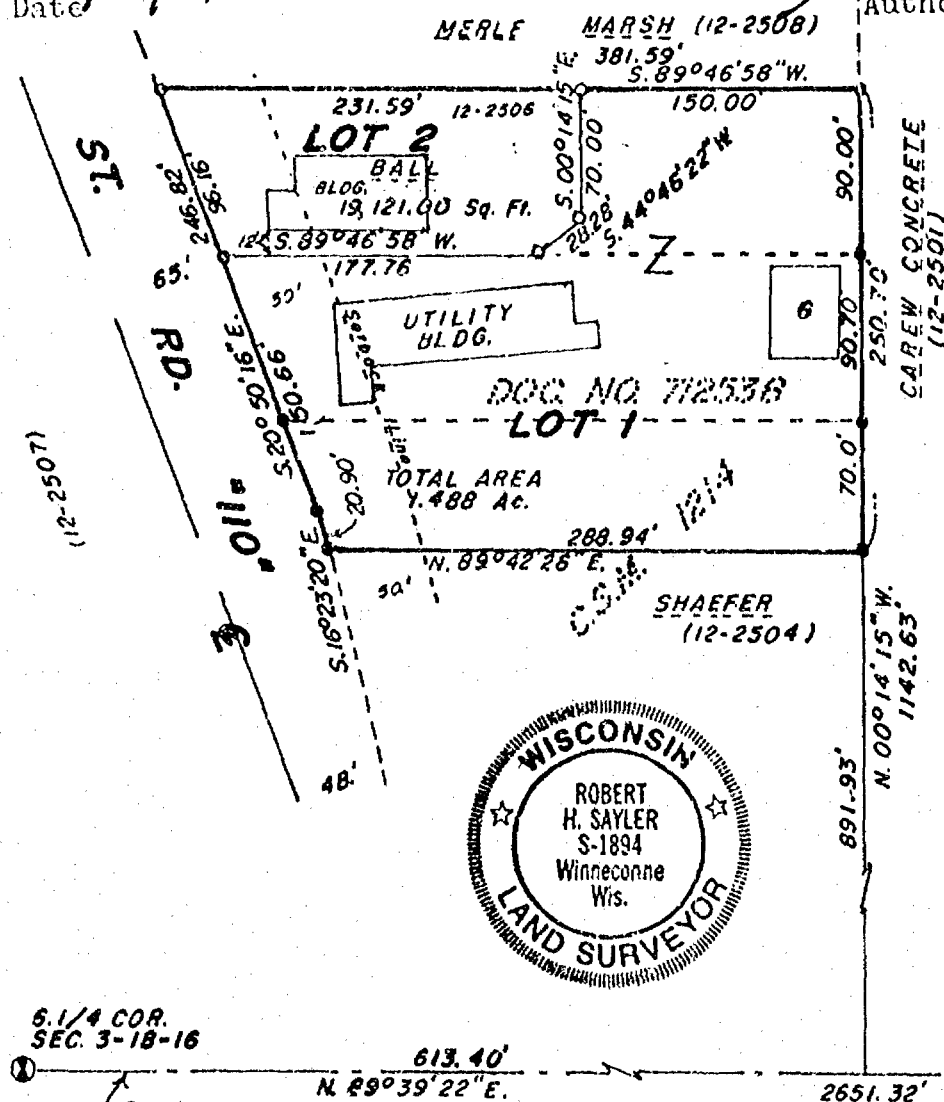 Date
Autho
MERLE MARSH (12-2508)
381.59'
S. 89°46'58" W.
231.59' 12-2506
150.00'
LOT 2
BALL
BLDG.
19,121.00 Sq. Ft.
S. 00°14'15"E.
70.00'
28.28'
S. 44°46'22" W
90.00'
CAREW CONCRETE
(12-2501)
ST.
RD.
"OLL"
246.82'
96.16'
12'
S. 89°46'58" W.
177.76
Z
65.'
50'
UTILITY
BLDG.
6
90.70'
250.70'
DOC. NO. 712538
LOT 1
S. 20°50'16"E.
150.66'
(12-2507)
TOTAL AREA
1.488 Ac.
20.90'
70.0'
1214
C.S.M.
288.94'
N. 89°42'26"E.
S. 16°23'20"E
50'
SHAEFER
(12-2504)
N. 00°14'15" W.
1142.63'
891.93'
48.'
WISCONSIN
ROBERT
H. SAYLER
S-1894
Winneconne
Wis.
LAND SURVEYOR
S.1/4 COR.
SEC. 3-18-16
613.40'
N. 89°39'22"E.
2651.32'